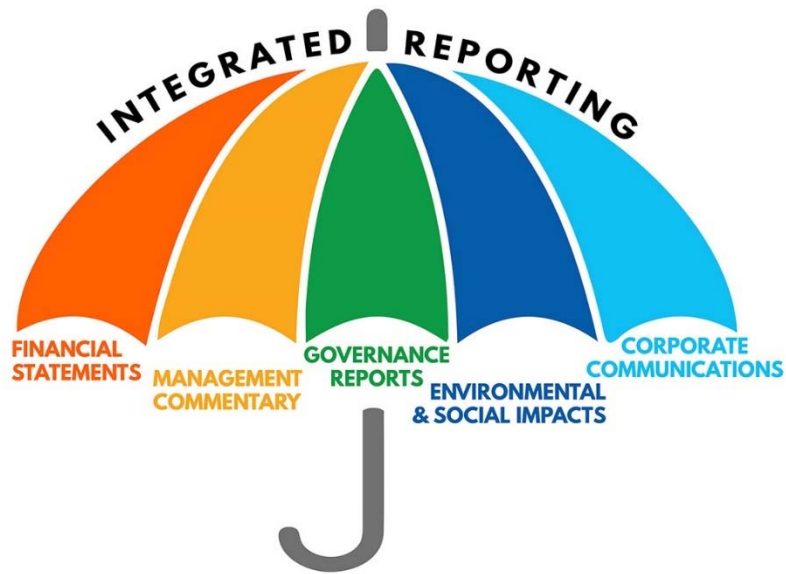 INTEGRATED REPORTING
FINANCIAL
STATEMENTS
MANAGEMENT
COMMENTARY
GOVERNANCE
REPORTS
ENVIRONMENTAL
& SOCIAL IMPACTS
CORPORATE
COMMUNICATIONS